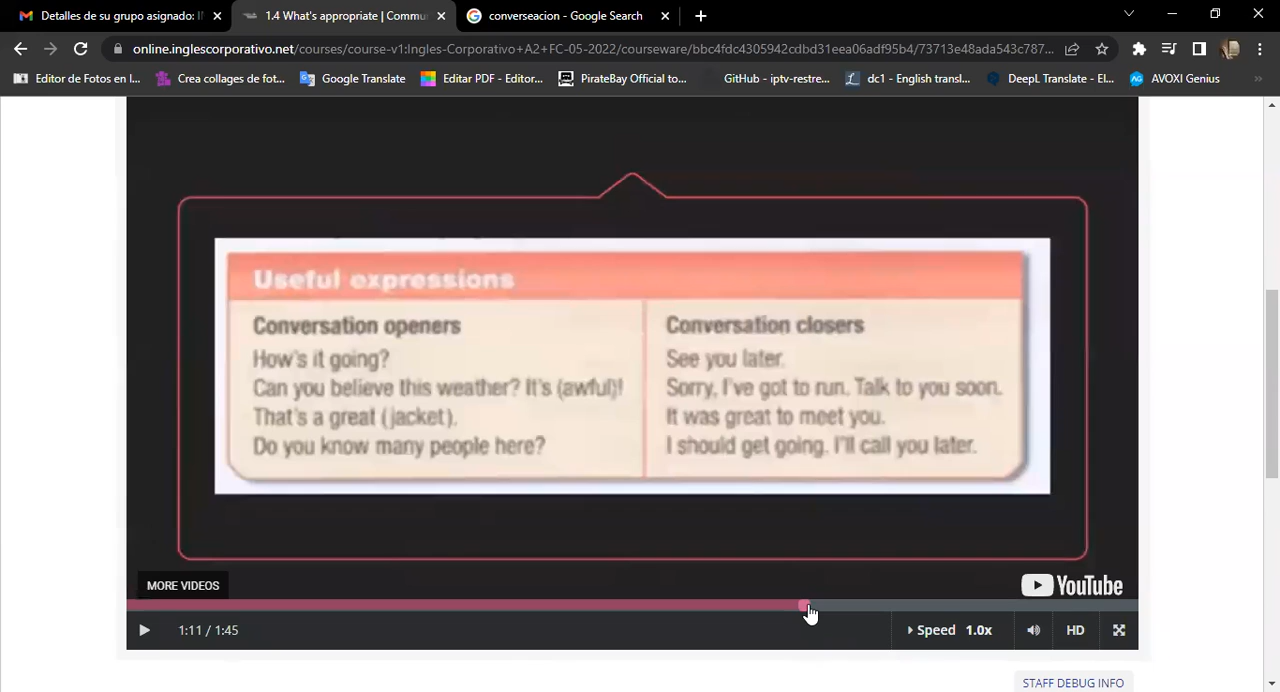 Detalles de su grupo asignado: I
1.4 What's appropriate | Commu
converseacion - Google Search
online.inglescorporativo.net/courses/course-v1:Ingles-Corporativo+A2+FC-05-2022/courseware/bbc4fdc4305942cdbd31eea06adf95b4/73713e48ada543c787...
Editor de Fotos en l...
Crea collages de fot...
Google Translate
Editar PDF - Editor...
PirateBay Official to...
GitHub - iptv-restre...
dc1 - English transl...
DeepL Translate - El...
AVOXI Genius
»
Useful expressions
Conversation openers
How's it going?
Can you believe this weather? It's (awful)!
That's a great (jacket).
Do you know many people here?
Conversation closers
See you later.
Sorry, I've got to run. Talk to you soon.
It was great to meet you.
I should get going. I'll call you later.
MORE VIDEOS
YouTube
1:11 / 1:45
Speed 1.0x
HD
STAFF DEBUG INFO